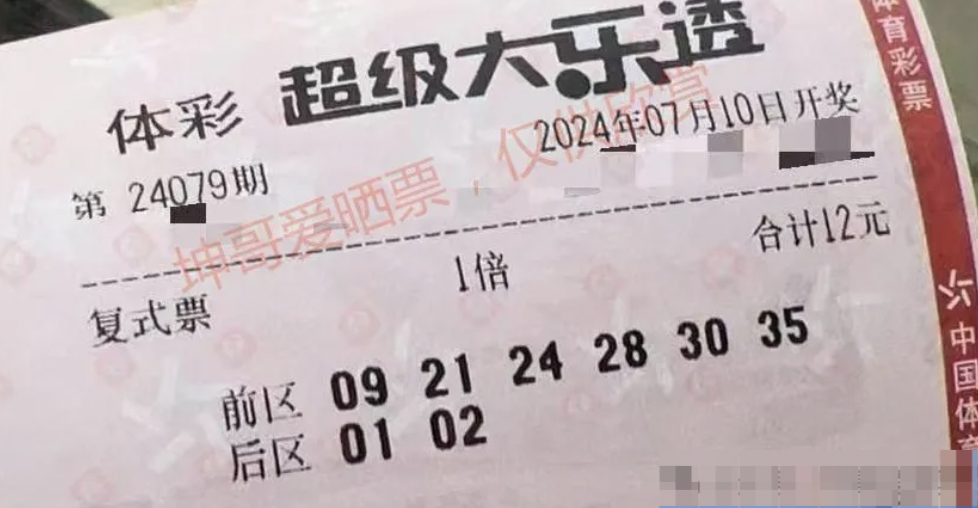 体彩 超级大乐透
第 24079期 2024年07月10日开奖
坤哥爱晒票，仅供欣赏
复式票 1倍 合计12元
前区 09 21 24 28 30 35
后区 01 02
体育彩票
中国体育